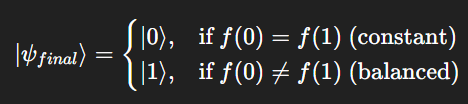 |ψ_final⟩ = { |0⟩, if f(0) = f(1) (constant)
|1⟩, if f(0) ≠ f(1) (balanced)